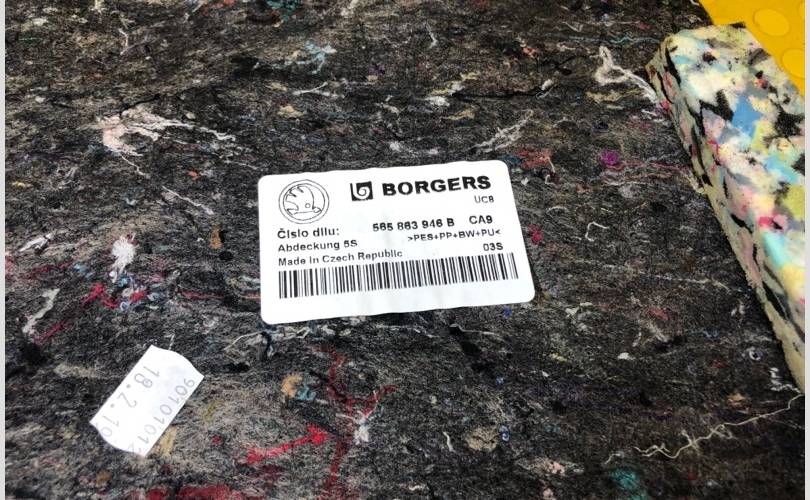 BORGERS
UC8
Číslo dílu: 565 863 946 B CA9
Abdeckung 5S >PES+PP+BW+PU<
Made in Czech Republic 03S
18.2.19